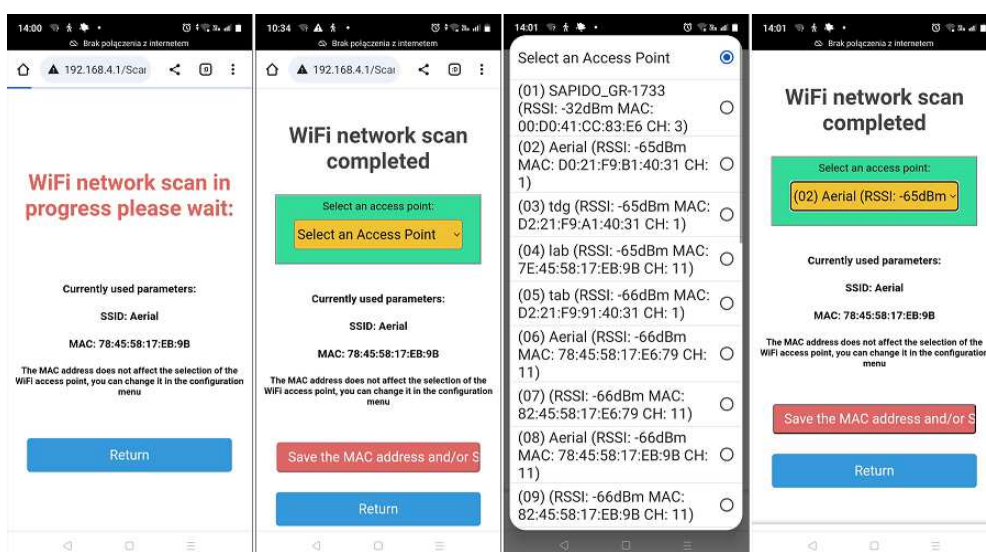 14:00
Brak połączenia z internetem
192.168.4.1/Scar
WiFi network scan in
progress please wait:
Currently used parameters:
SSID: Aerial
MAC: 78:45:58:17:EB:9B
The MAC address does not affect the selection of the
WiFi access point, you can change it in the configuration
menu
Return
10:34
Brak połączenia z internetem
192.168.4.1/Scar
WiFi network scan
completed
Select an access point:
Select an Access Point
Currently used parameters:
SSID: Aerial
MAC: 78:45:58:17:EB:9B
The MAC address does not affect the selection of the
WiFi access point, you can change it in the configuration
menu
Save the MAC address and/or S
Return
14:01
Select an Access Point
(01) SAPIDO_GR-1733
(RSSI: -32dBm MAC:
00:D0:41:CC:83:E6 CH: 3)
(02) Aerial (RSSI: -65dBm
MAC: D0:21:F9:B1:40:31 CH:
1)
(03) tdg (RSSI: -65dBm MAC:
D2:21:F9:A1:40:31 CH: 1)
(04) lab (RSSI: -65dBm MAC:
7E:45:58:17:EB:9B CH: 11)
(05) tab (RSSI: -66dBm MAC:
D2:21:F9:91:40:31 CH: 1)
(06) Aerial (RSSI: -66dBm
MAC: 78:45:58:17:E6:79 CH:
11)
(07) (RSSI: -66dBm MAC:
82:45:58:17:E6:79 CH: 11)
(08) Aerial (RSSI: -66dBm
MAC: 78:45:58:17:EB:9B CH:
11)
(09) (RSSI: -66dBm MAC:
82:45:58:17:EB:9B CH: 11)
14:01
Brak połączenia z internetem
WiFi network scan
completed
Select an access point:
(02) Aerial (RSSI: -65dBm
Currently used parameters:
SSID: Aerial
MAC: 78:45:58:17:EB:9B
The MAC address does not affect the selection of the
WiFi access point, you can change it in the configuration
menu
Save the MAC address and/or S
Return